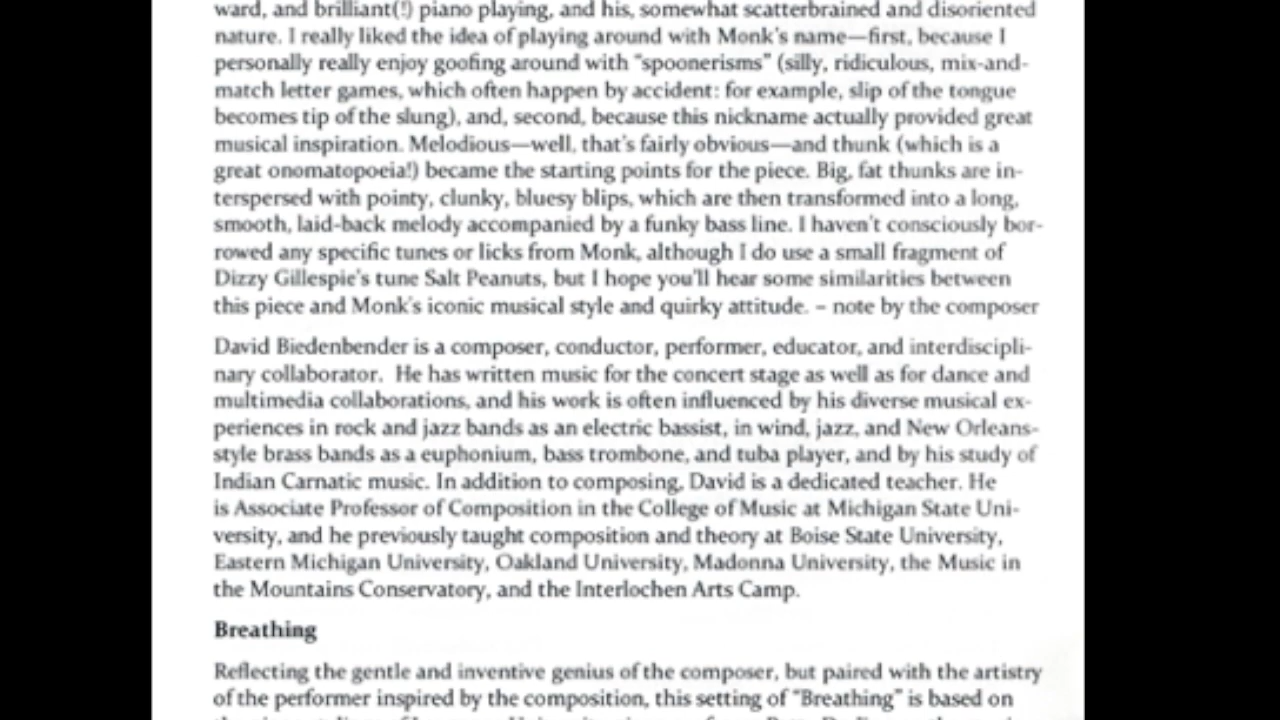 ward, and brilliant(!) piano playing, and his, somewhat scatterbrained and disoriented
nature. I really liked the idea of playing around with Monk's name—first, because I
personally really enjoy goofing around with "spoonerisms" (silly, ridiculous, mix-and-
match letter games, which often happen by accident: for example, slip of the tongue
becomes tip of the slung), and, second, because this nickname actually provided great
musical inspiration. Melodious—well, that's fairly obvious—and thunk (which is a
great onomatopoeia!) became the starting points for the piece. Big, fat thunks are in-
terspersed with pointy, clunky, bluesy blips, which are then transformed into a long,
smooth, laid-back melody accompanied by a funky bass line. I haven't consciously bor-
rowed any specific tunes or licks from Monk, although I do use a small fragment of
Dizzy Gillespie's tune Salt Peanuts, but I hope you'll hear some similarities between
this piece and Monk's iconic musical style and quirky attitude. – note by the composer
David Biedenbender is a composer, conductor, performer, educator, and interdiscipli-
nary collaborator. He has written music for the concert stage as well as for dance and
multimedia collaborations, and his work is often influenced by his diverse musical ex-
periences in rock and jazz bands as an electric bassist, in wind, jazz, and New Orleans-
style brass bands as a euphonium, bass trombone, and tuba player, and by his study of
Indian Carnatic music. In addition to composing, David is a dedicated teacher. He
is Associate Professor of Composition in the College of Music at Michigan State Uni-
versity, and he previously taught composition and theory at Boise State University,
Eastern Michigan University, Oakland University, Madonna University, the Music in
the Mountains Conservatory, and the Interlochen Arts Camp.
Breathing
Reflecting the gentle and inventive genius of the composer, but paired with the artistry
of the performer inspired by the composition, this setting of "Breathing" is based on